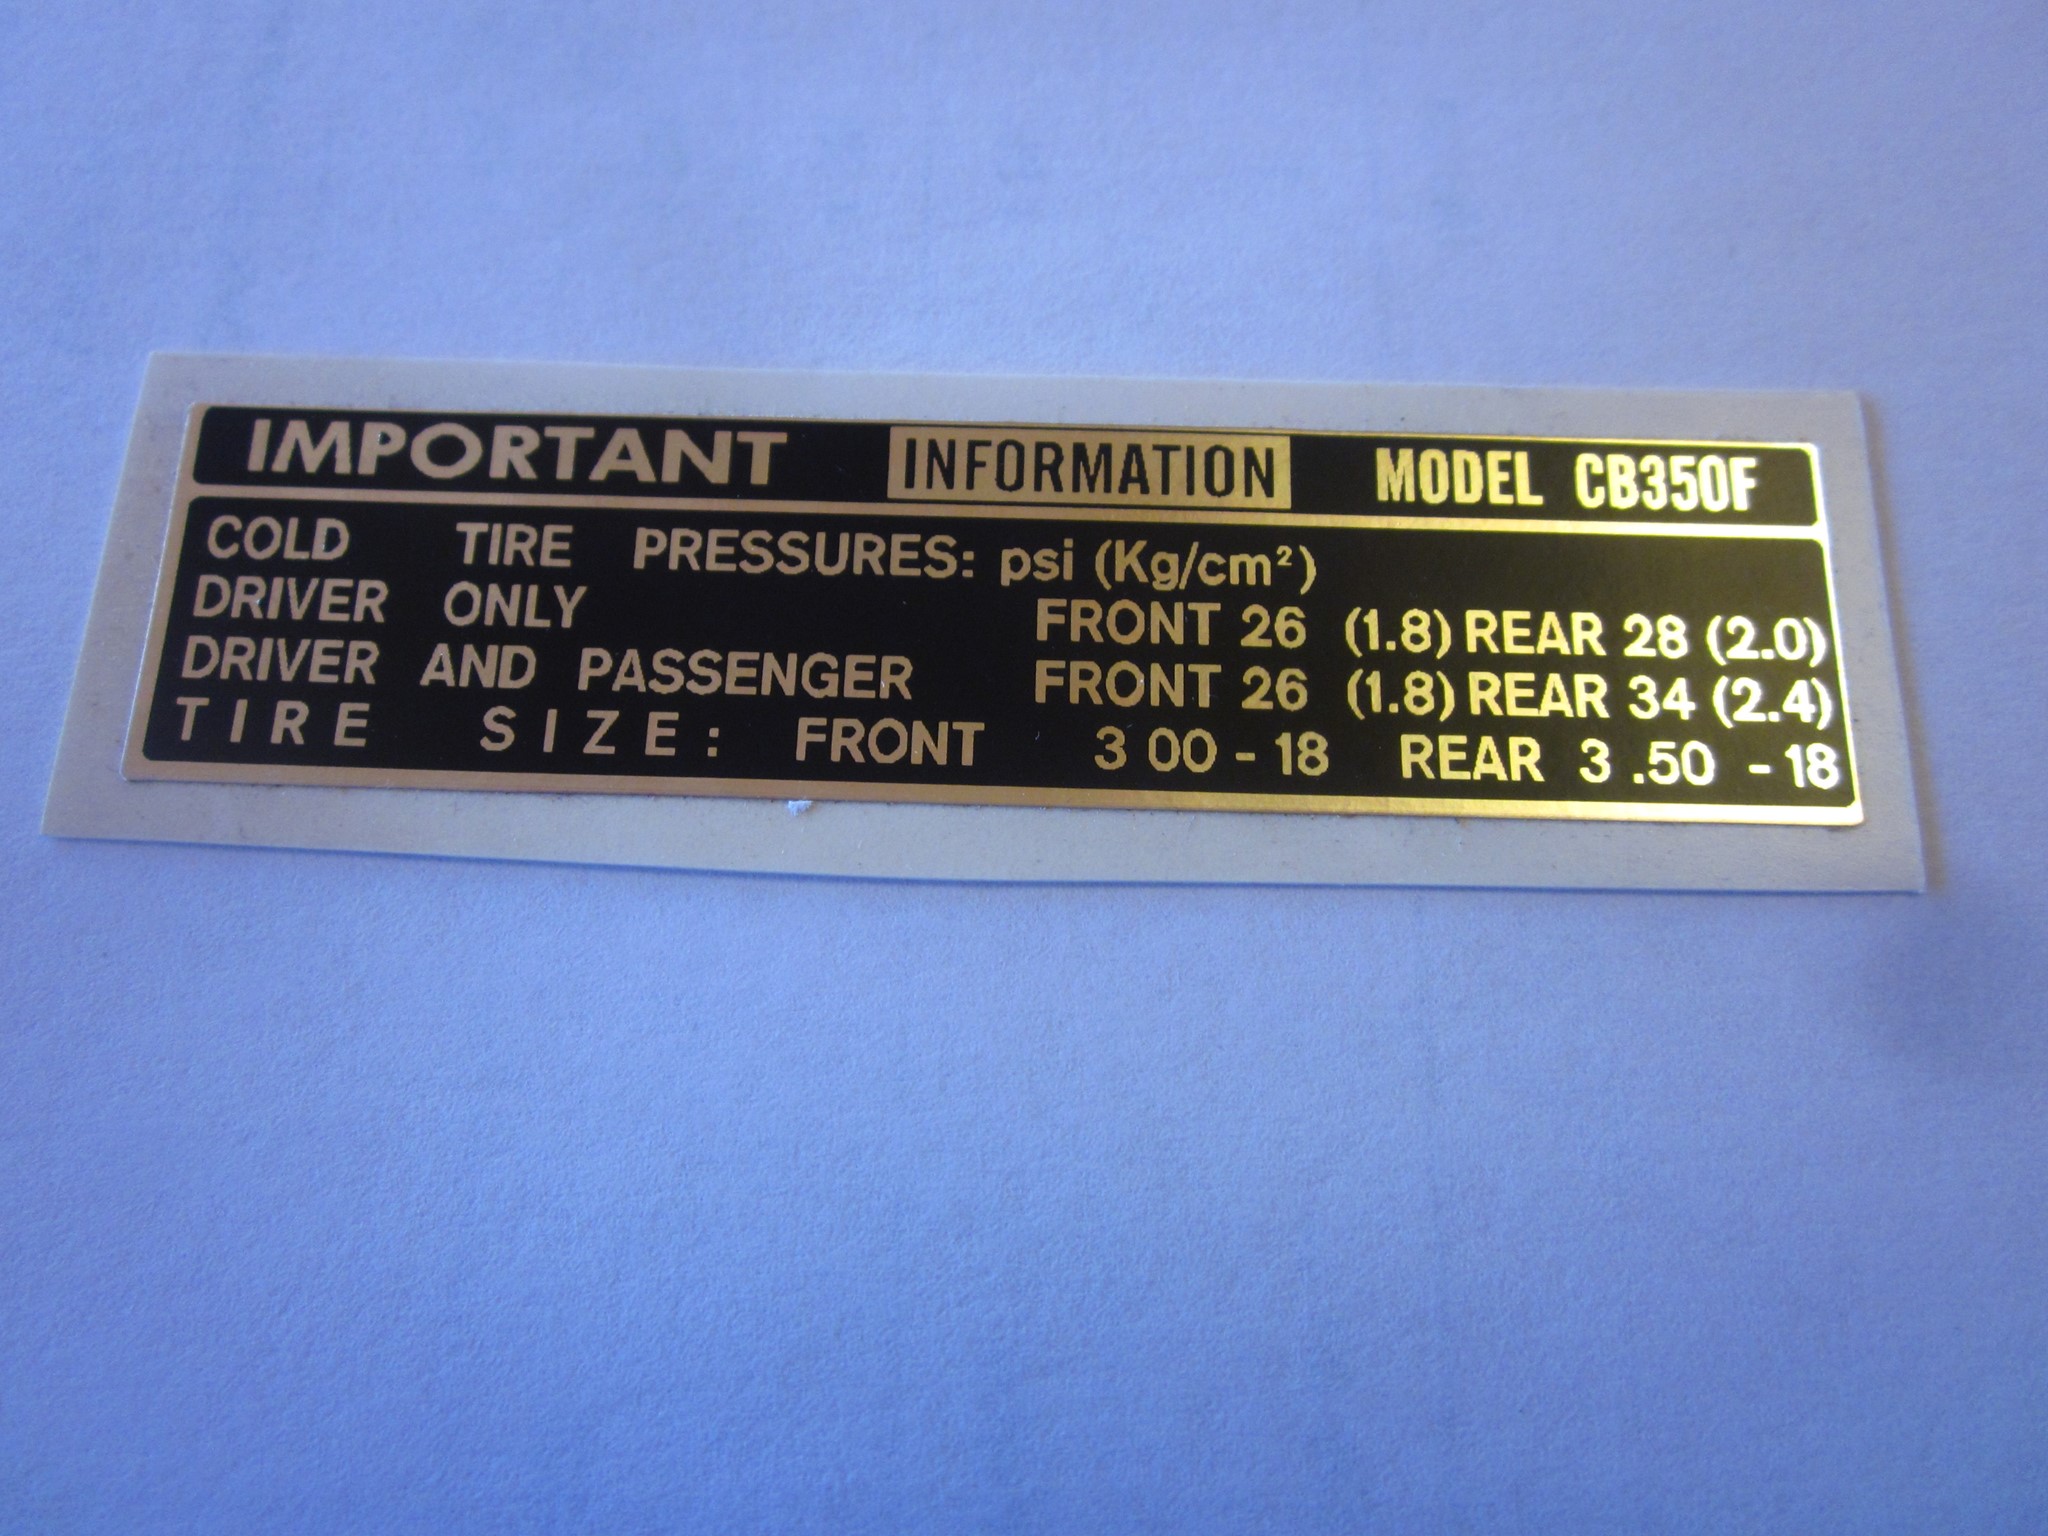 IMPORTANT INFORMATION MODEL CB350F
COLD TIRE PRESSURES: psi (Kg/cm²)
DRIVER ONLY FRONT 26 (1.8) REAR 28 (2.0)
DRIVER AND PASSENGER FRONT 26 (1.8) REAR 34 (2.4)
TIRE SIZE: FRONT 3 00 - 18 REAR 3 .50 - 18